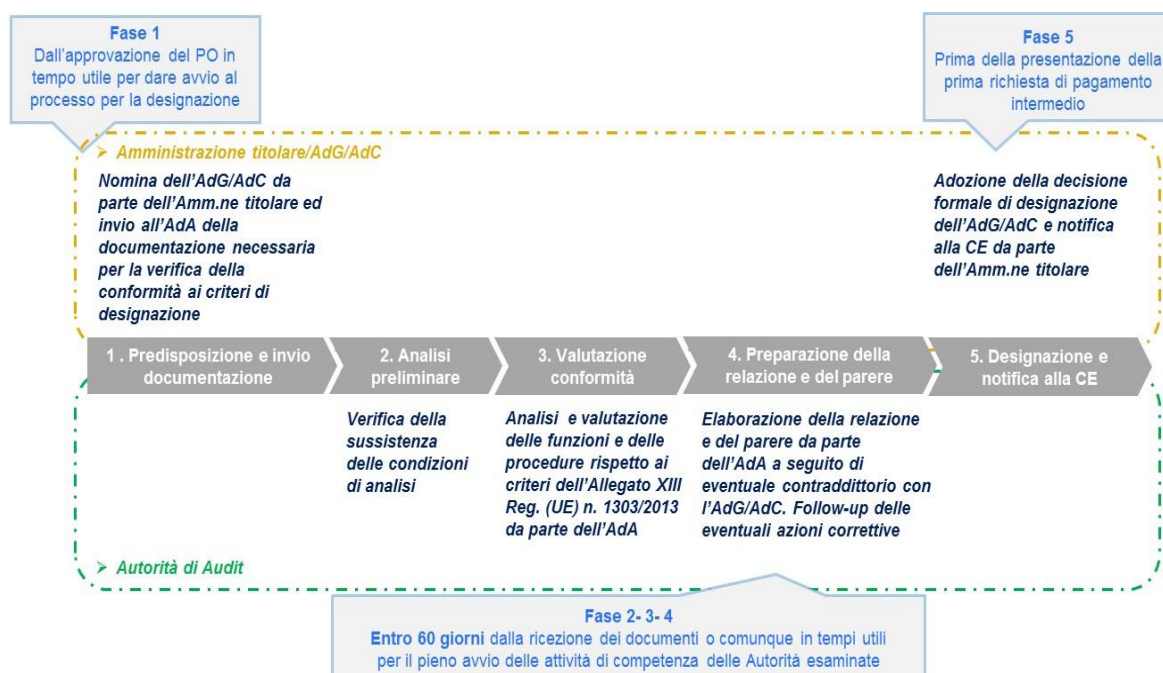 Fase 1
Dall'approvazione del PO in
tempo utile per dare avvio al
processo per la designazione
Fase 5
Prima della presentazione della
prima richiesta di pagamento
intermedio
➢ Amministrazione titolare/AdG/AdC
Nomina dell'AdG/AdC da
parte dell'Amm.ne titolare ed
invio all'AdA della
documentazione necessaria
per la verifica della
conformità ai criteri di
designazione
Adozione della decisione
formale di designazione
dell'AdG/AdC e notifica
alla CE da parte
dell'Amm.ne titolare
1 . Predisposizione e invio
documentazione
2. Analisi
preliminare
3. Valutazione
conformità
4. Preparazione della
relazione e del parere
5. Designazione e
notifica alla CE
Verifica della
sussistenza
delle condizioni
di analisi
Analisi e valutazione
delle funzioni e delle
procedure rispetto ai
criteri dell'Allegato XIII
Reg. (UE) n. 1303/2013
da parte dell'AdA
Elaborazione della relazione
e del parere da parte
dell'AdA a seguito di
eventuale contraddittorio con
l'AdG/AdC. Follow-up delle
eventuali azioni correttive
➢ Autorità di Audit
Fase 2- 3- 4
Entro 60 giorni dalla ricezione dei documenti o comunque in tempi utili
per il pieno avvio delle attività di competenza delle Autorità esaminate